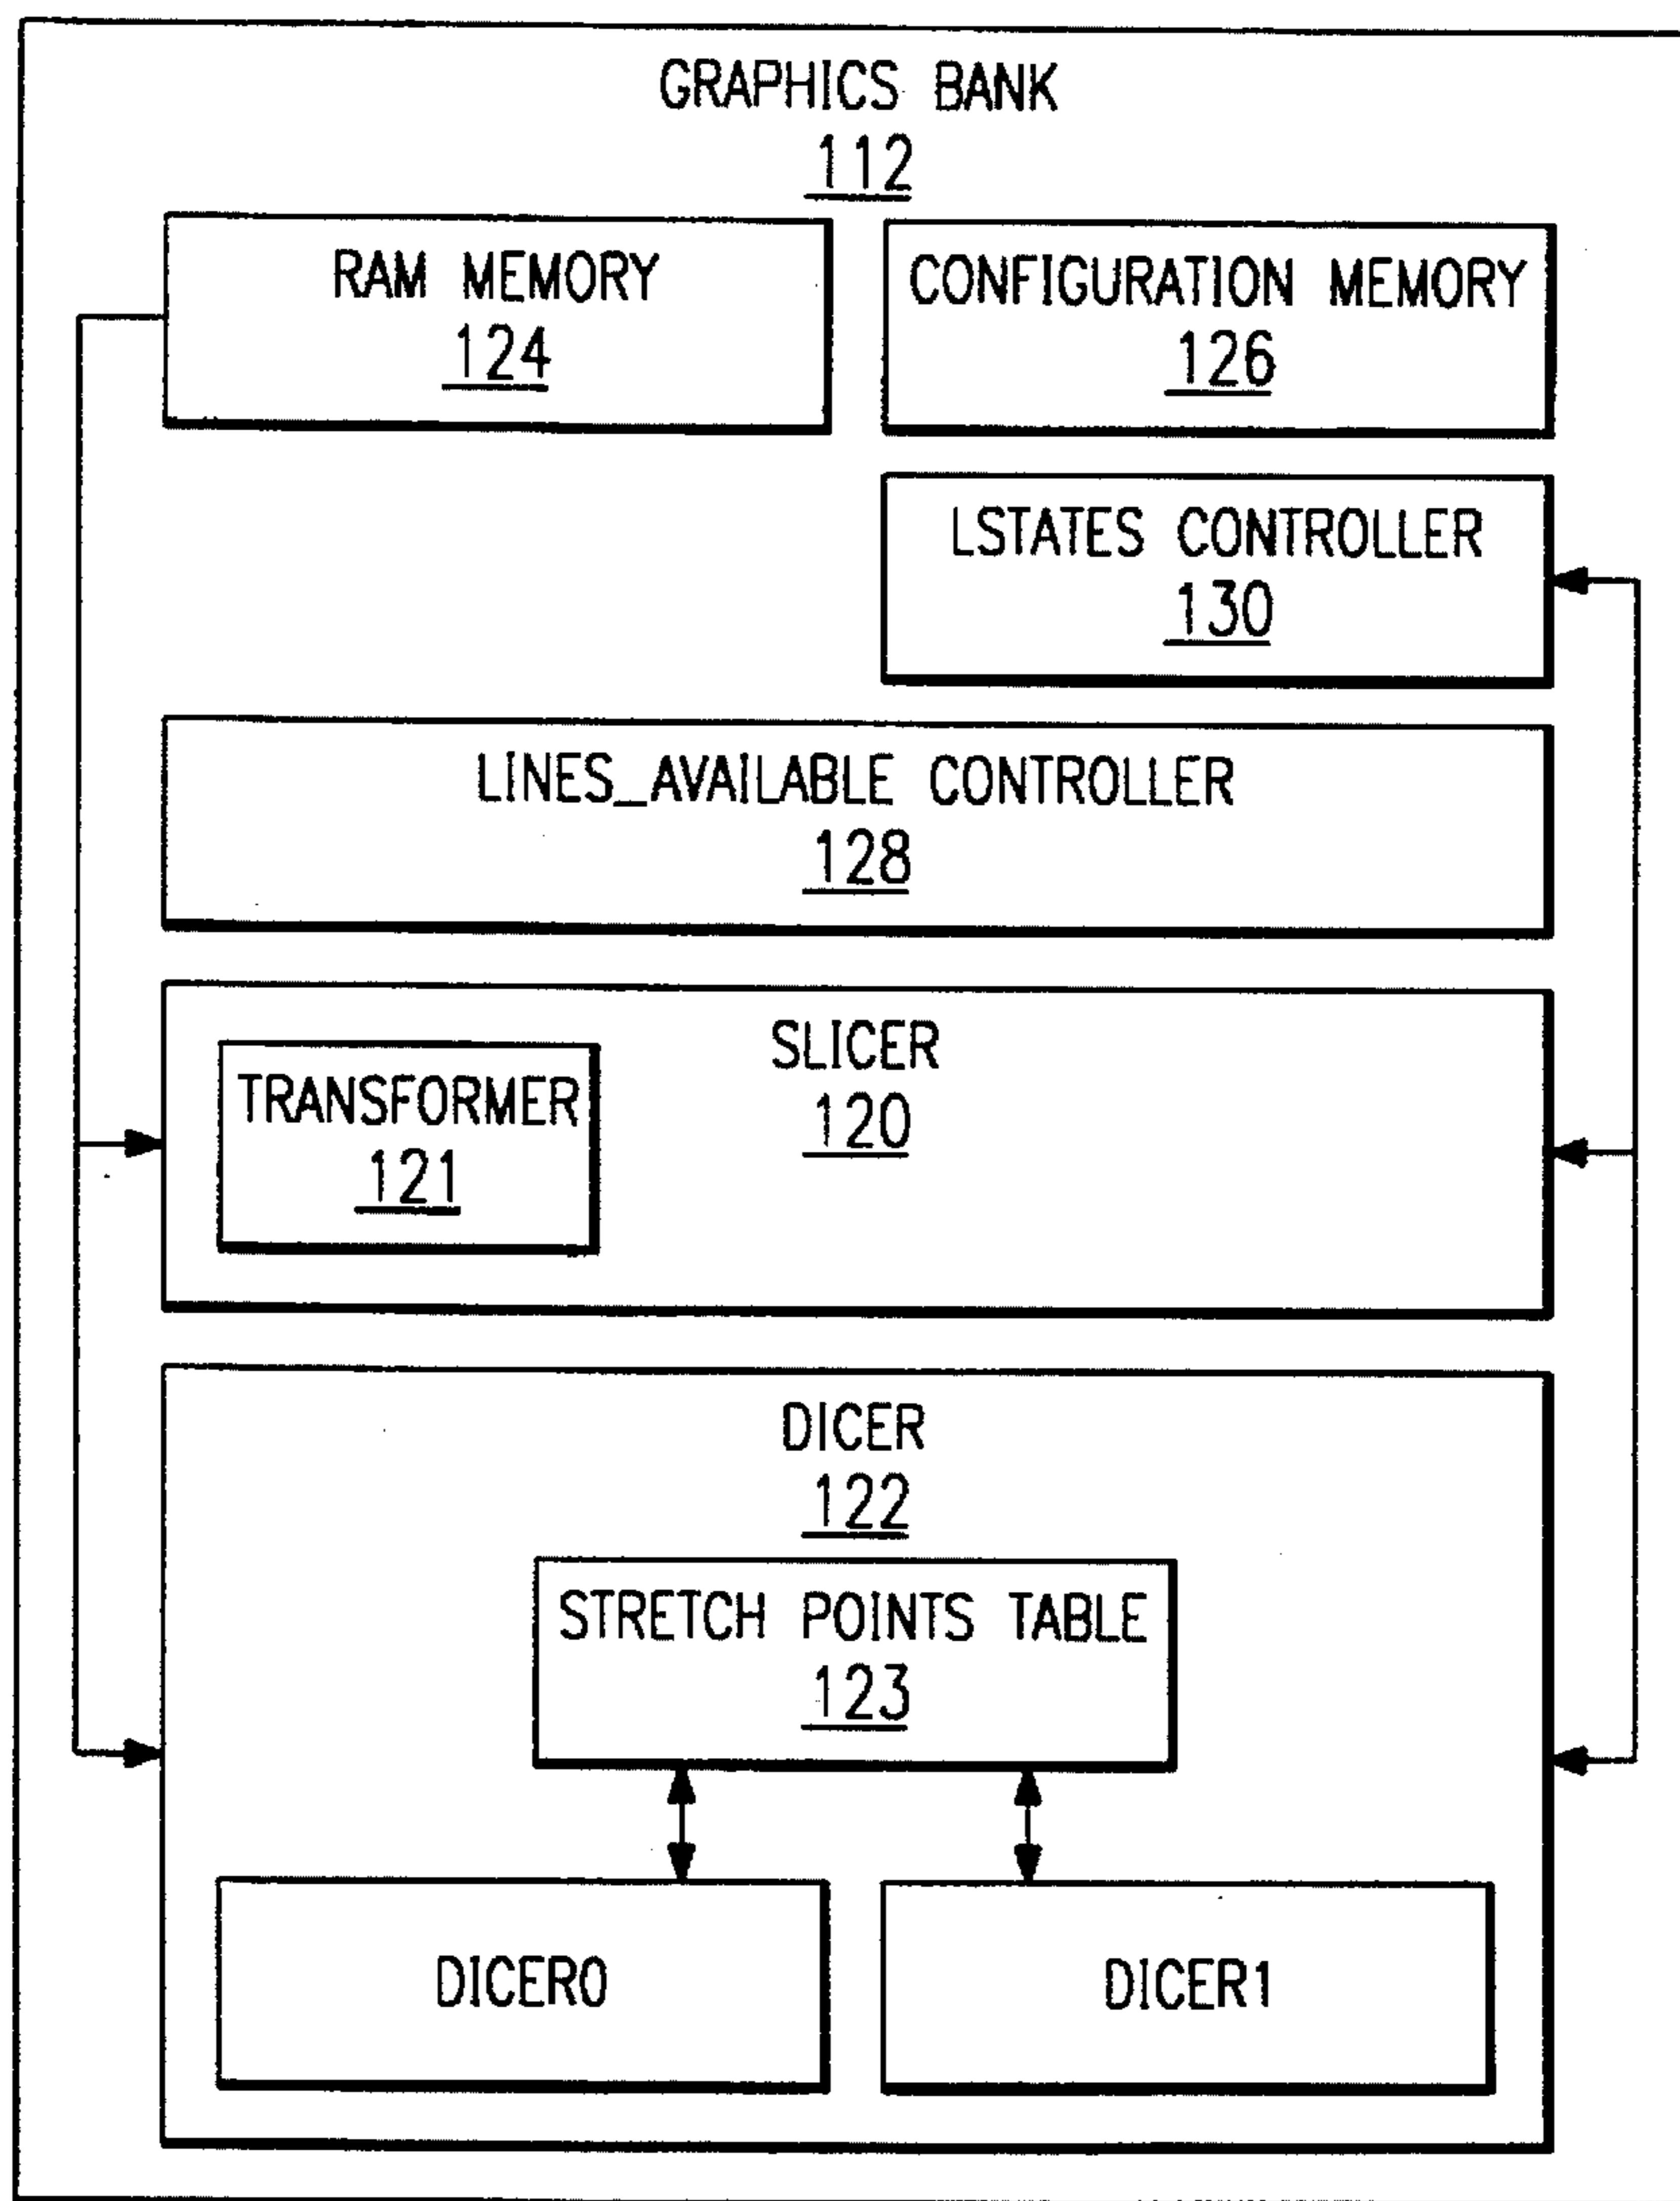 GRAPHICS BANK
112
RAM MEMORY
124
CONFIGURATION MEMORY
126
LSTATES CONTROLLER
130
LINES_AVAILABLE CONTROLLER
128
SLICER
120
TRANSFORMER
121
DICER
122
STRETCH POINTS TABLE
123
DICER0
DICER1